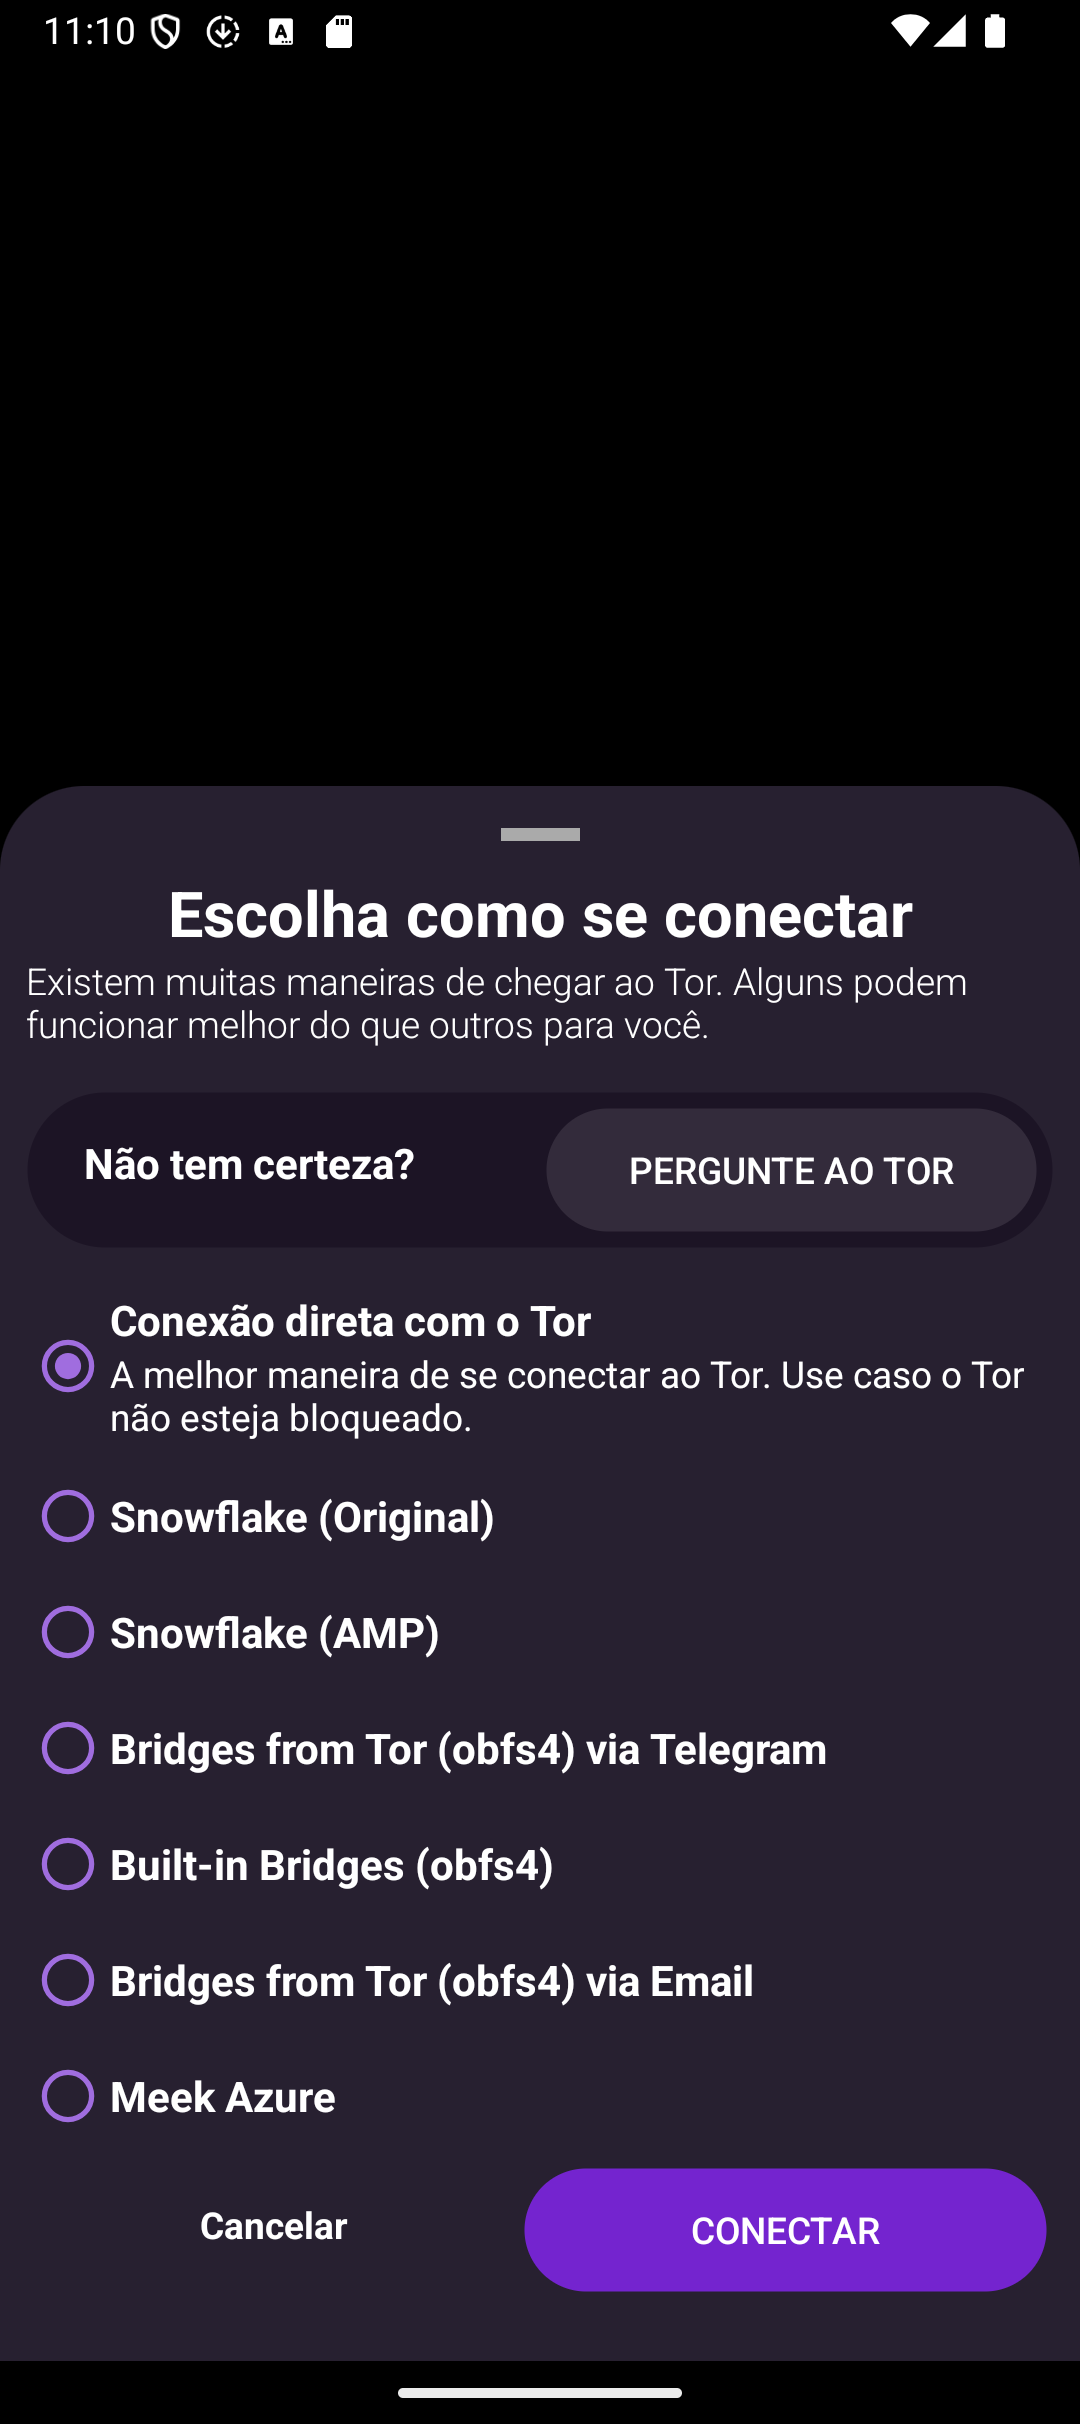 11:10
Escolha como se conectar
Existem muitas maneiras de chegar ao Tor. Alguns podem
funcionar melhor do que outros para você.
Não tem certeza?
PERGUNTE AO TOR
Conexão direta com o Tor
A melhor maneira de se conectar ao Tor. Use caso o Tor
não esteja bloqueado.
Snowflake (Original)
Snowflake (AMP)
Bridges from Tor (obfs4) via Telegram
Built-in Bridges (obfs4)
Bridges from Tor (obfs4) via Email
Meek Azure
Cancelar
CONECTAR